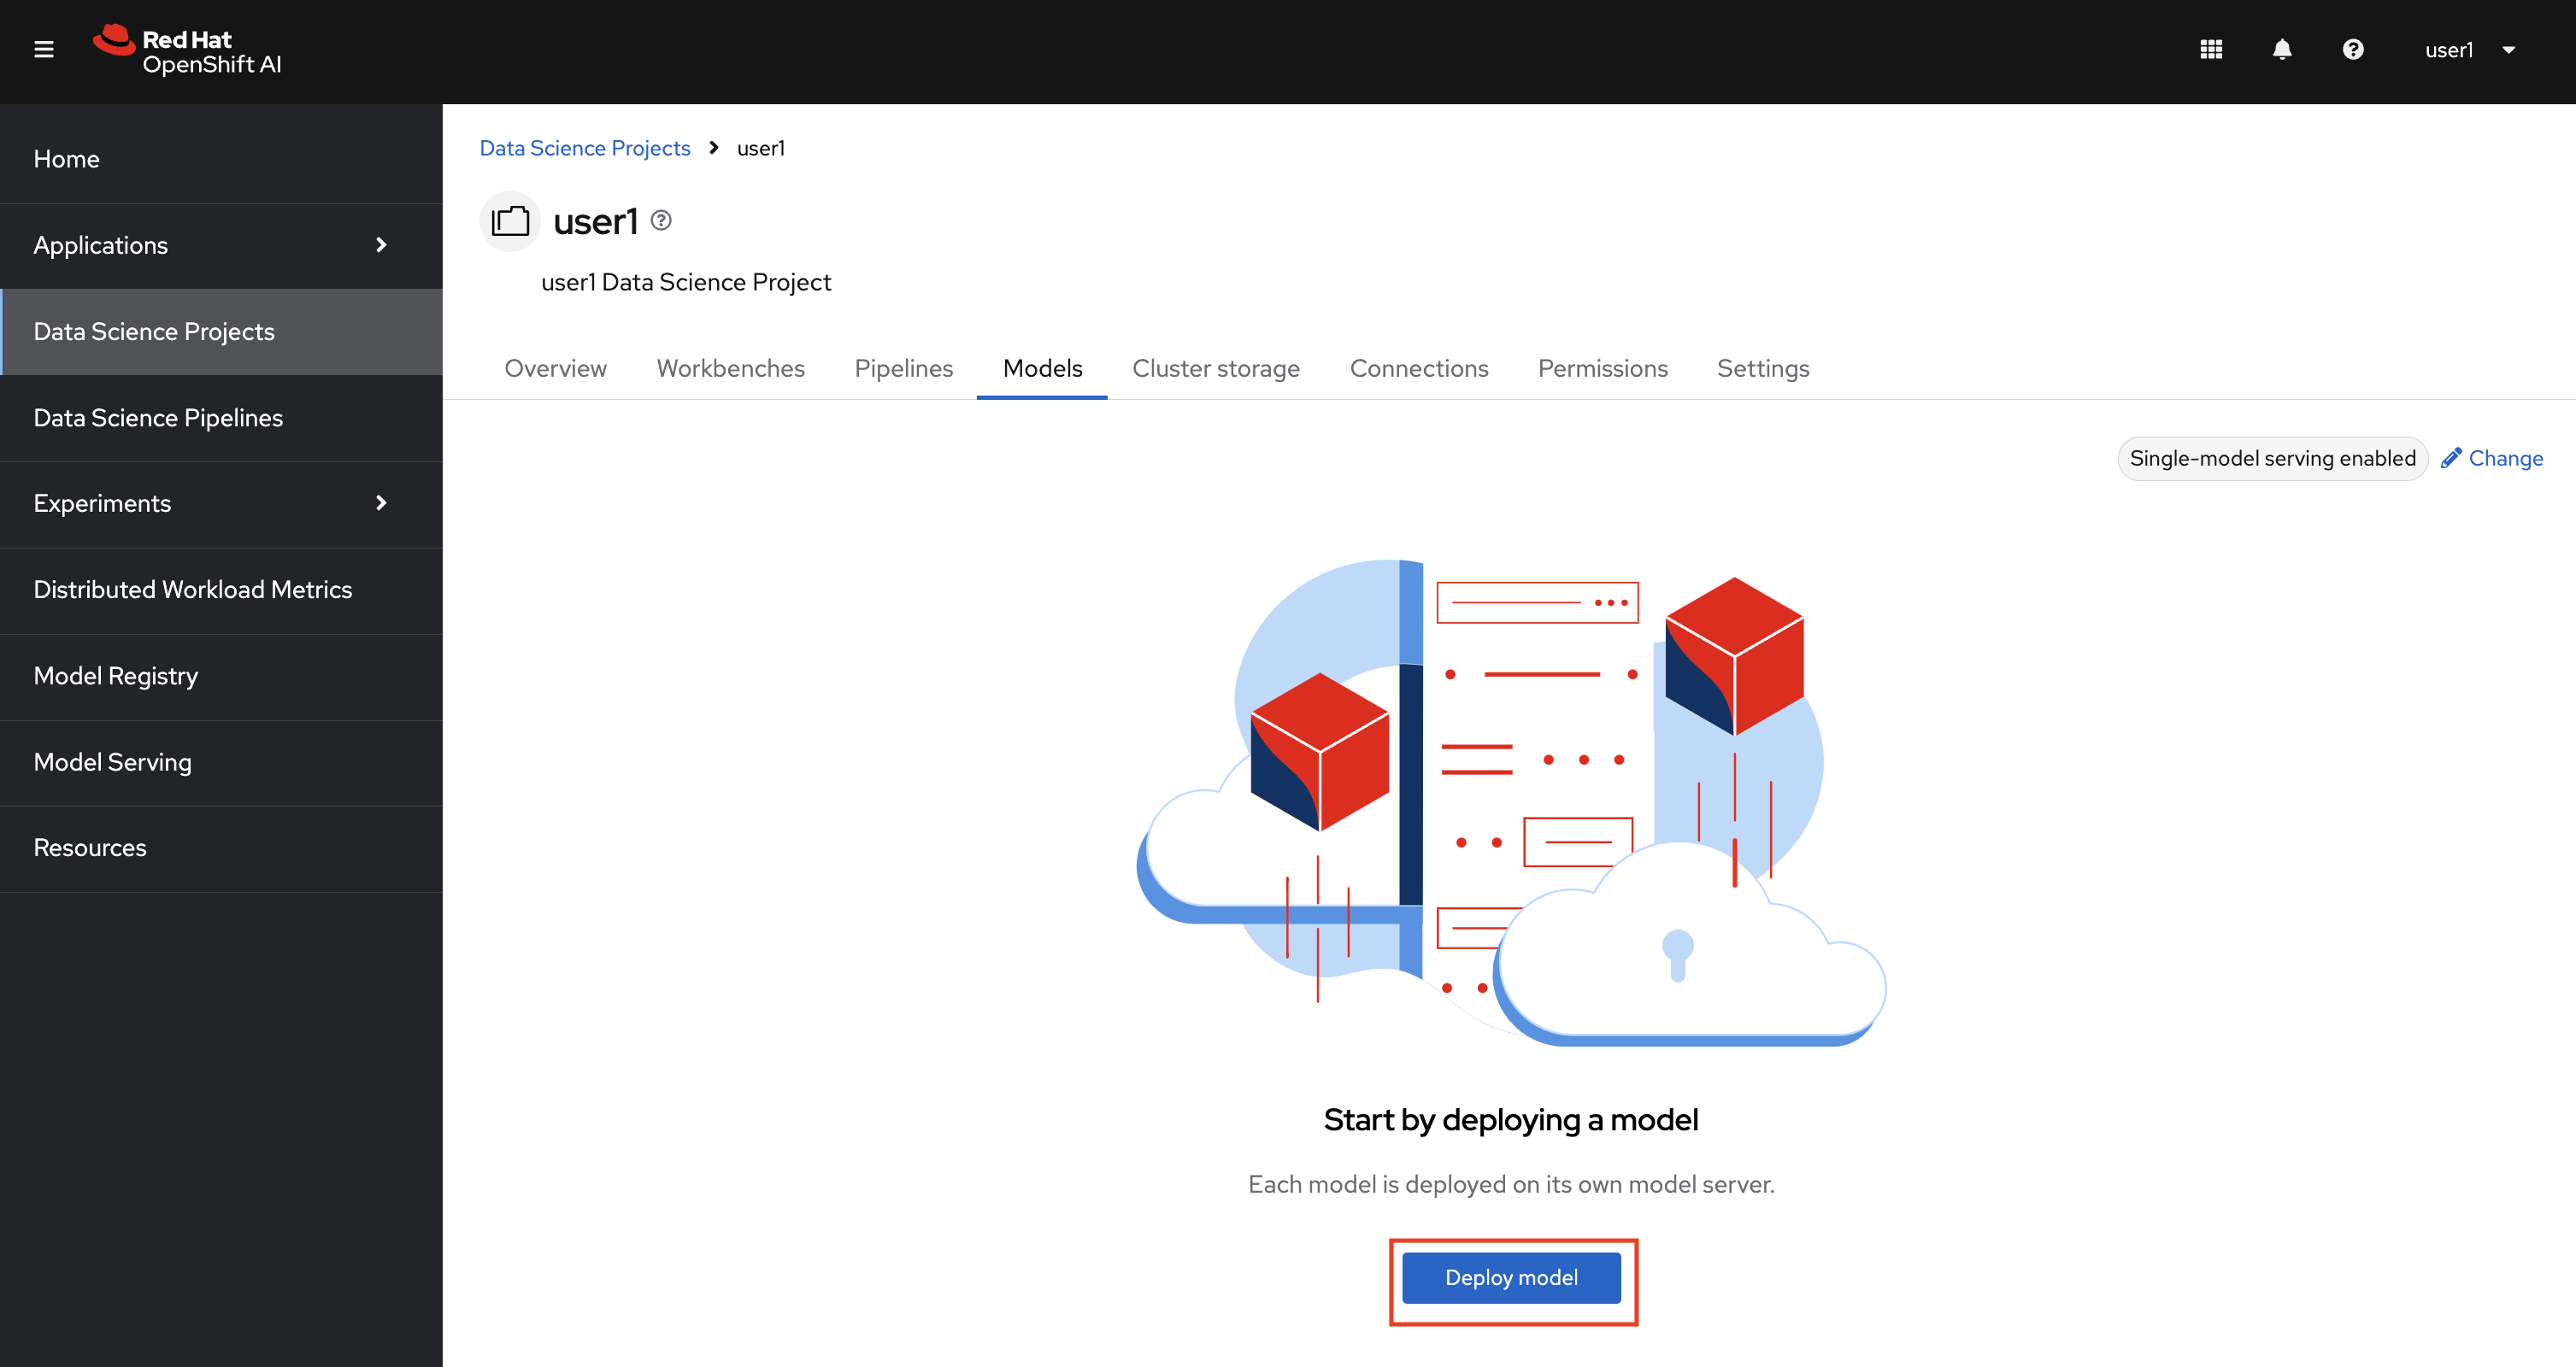 Red Hat
OpenShift AI
user1
Home
Applications
Data Science Projects
Data Science Pipelines
Experiments
Distributed Workload Metrics
Model Registry
Model Serving
Resources
Data Science Projects > user1
user1
user1 Data Science Project
Overview Workbenches Pipelines Models Cluster storage Connections Permissions Settings
Single-model serving enabled Change
Start by deploying a model
Each model is deployed on its own model server.
Deploy model